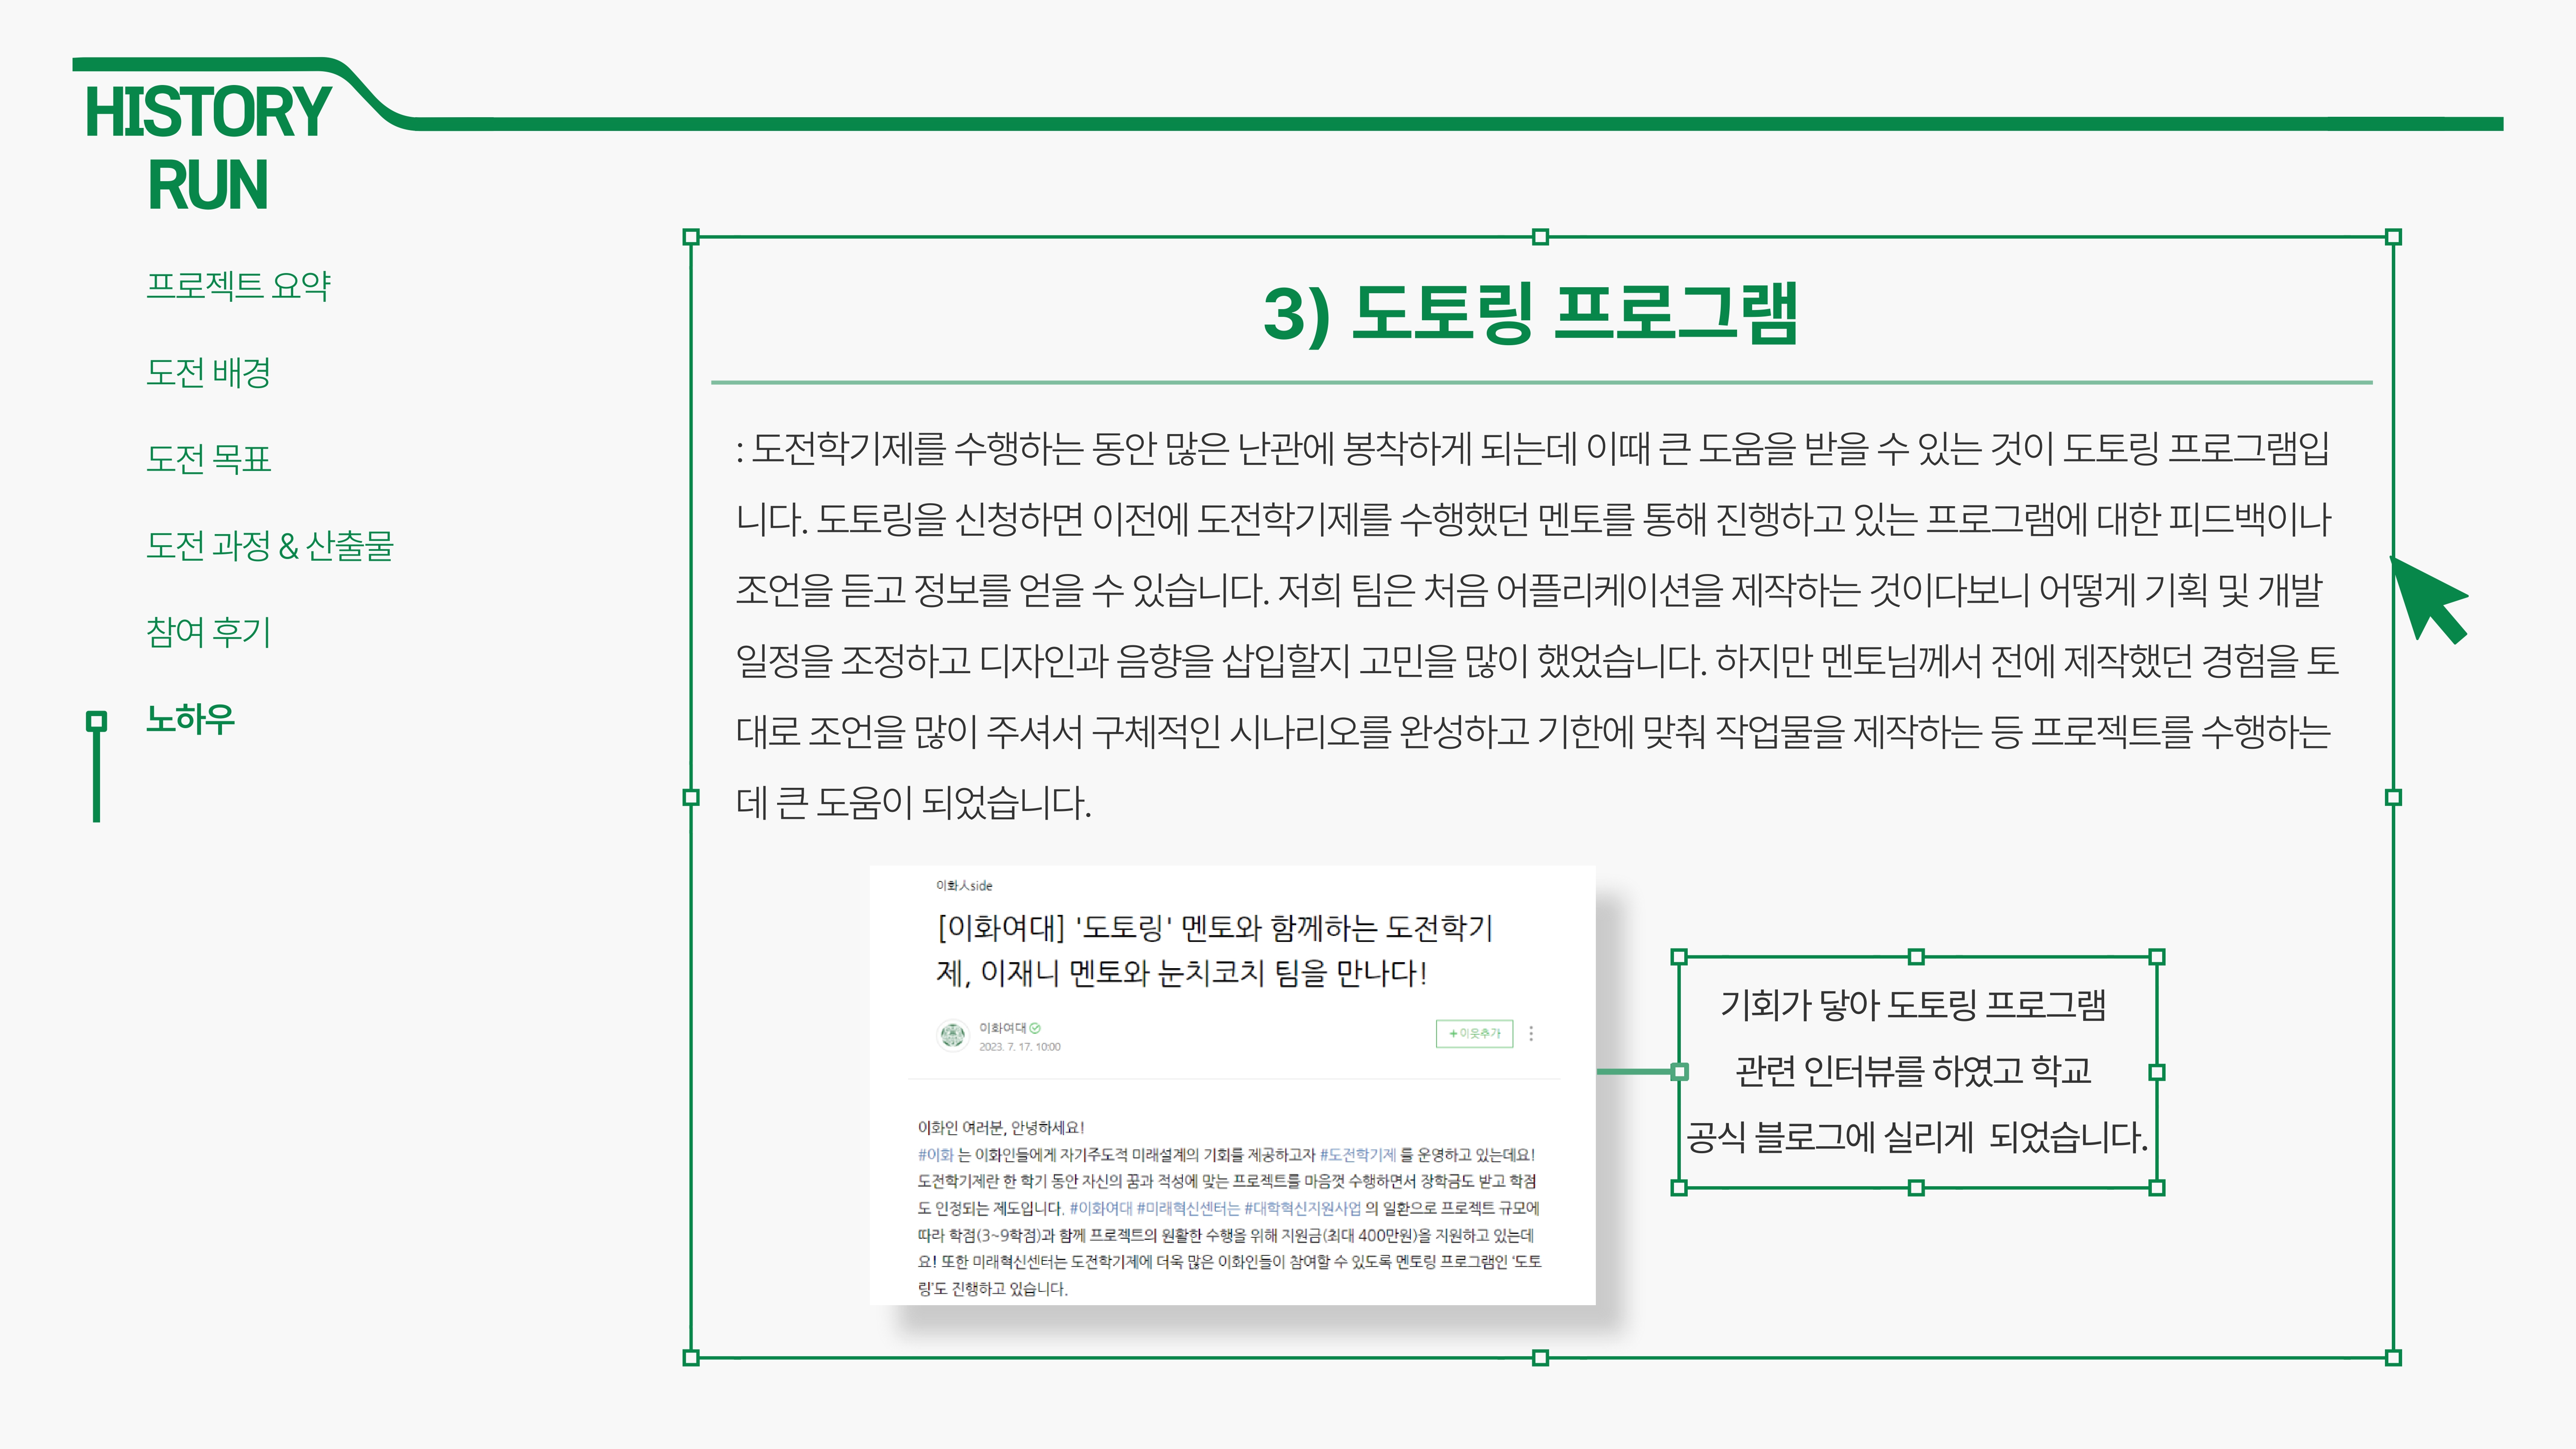 HISTORY
RUN
프로젝트 요약
도전 배경
도전 목표
도전 과정 & 산출물
참여 후기
노하우
3) 도토링 프로그램
: 도전학기제를 수행하는 동안 많은 난관에 봉착하게 되는데 이때 큰 도움을 받을 수 있는 것이 도토링 프로그램입
니다. 도토링을 신청하면 이전에 도전학기제를 수행했던 멘토를 통해 진행하고 있는 프로그램에 대한 피드백이나
조언을 듣고 정보를 얻을 수 있습니다. 저희 팀은 처음 어플리케이션을 제작하는 것이다보니 어떻게 기획 및 개발
일정을 조정하고 디자인과 음향을 삽입할지 고민을 많이 했었습니다. 하지만 멘토님께서 전에 제작했던 경험을 토
대로 조언을 많이 주셔서 구체적인 시나리오를 완성하고 기한에 맞춰 작업물을 제작하는 등 프로젝트를 수행하는
데 큰 도움이 되었습니다.
이화人side
[이화여대] '도토링' 멘토와 함께하는 도전학기
제, 이재니 멘토와 눈치코치 팀을 만나다!
이화여대
2023. 7. 17. 10:00
+이웃추가
이화인 여러분, 안녕하세요!
#이화 는 이화인들에게 자기주도적 미래설계의 기회를 제공하고자 #도전학기제 를 운영하고 있는데요!
도전학기제란 한 학기 동안 자신의 꿈과 적성에 맞는 프로젝트를 마음껏 수행하면서 장학금도 받고 학점
도 인정되는 제도입니다. #이화여대 #미래혁신센터는 #대학혁신지원사업 의 일환으로 프로젝트 규모에
따라 학점(3~9학점)과 함께 프로젝트의 원활한 수행을 위해 지원금(최대 400만원)을 지원하고 있는데
요! 또한 미래혁신센터는 도전학기제에 더욱 많은 이화인들이 참여할 수 있도록 멘토링 프로그램인 '도토
링'도 진행하고 있습니다.
기회가 닿아 도토링 프로그램
관련 인터뷰를 하였고 학교
공식 블로그에 실리게 되었습니다.